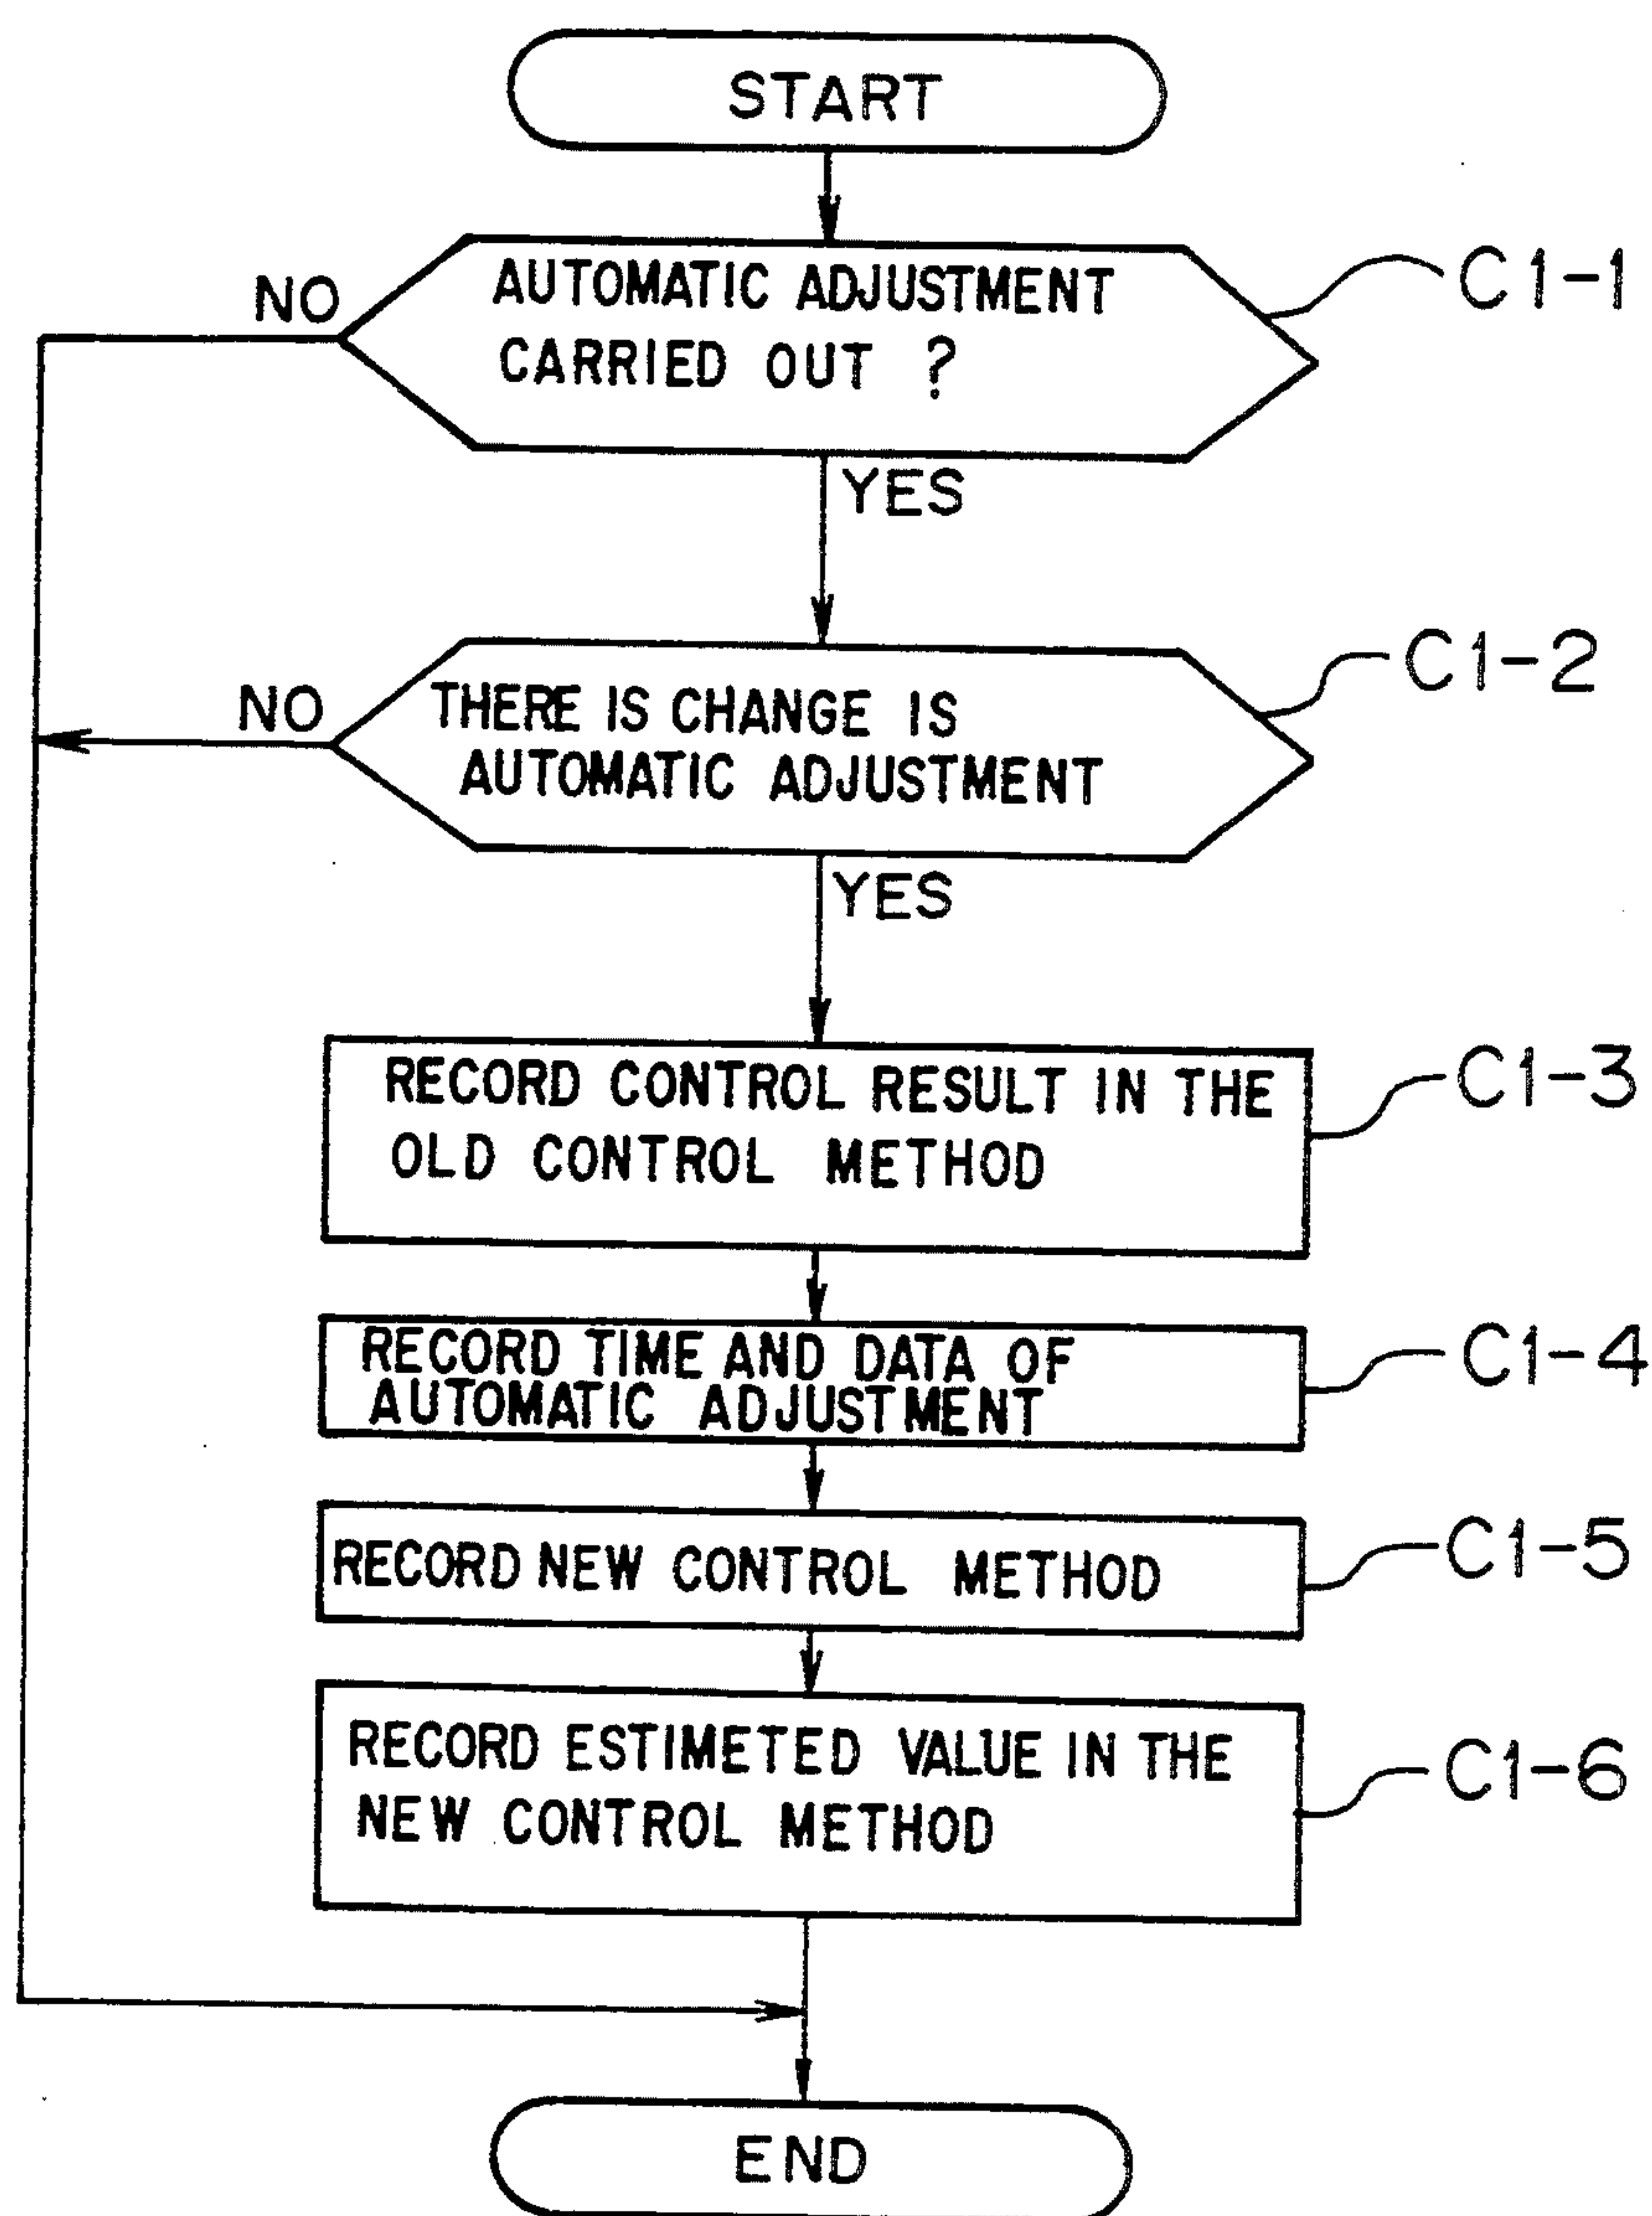 START
AUTOMATIC ADJUSTMENT
CARRIED OUT ?
C1-1
NO
YES
THERE IS CHANGE IS
AUTOMATIC ADJUSTMENT
C1-2
NO
YES
RECORD CONTROL RESULT IN THE
OLD CONTROL METHOD
C1-3
RECORD TIME AND DATA OF
AUTOMATIC ADJUSTMENT
C1-4
RECORD NEW CONTROL METHOD
C1-5
RECORD ESTIMETED VALUE IN THE
NEW CONTROL METHOD
C1-6
END